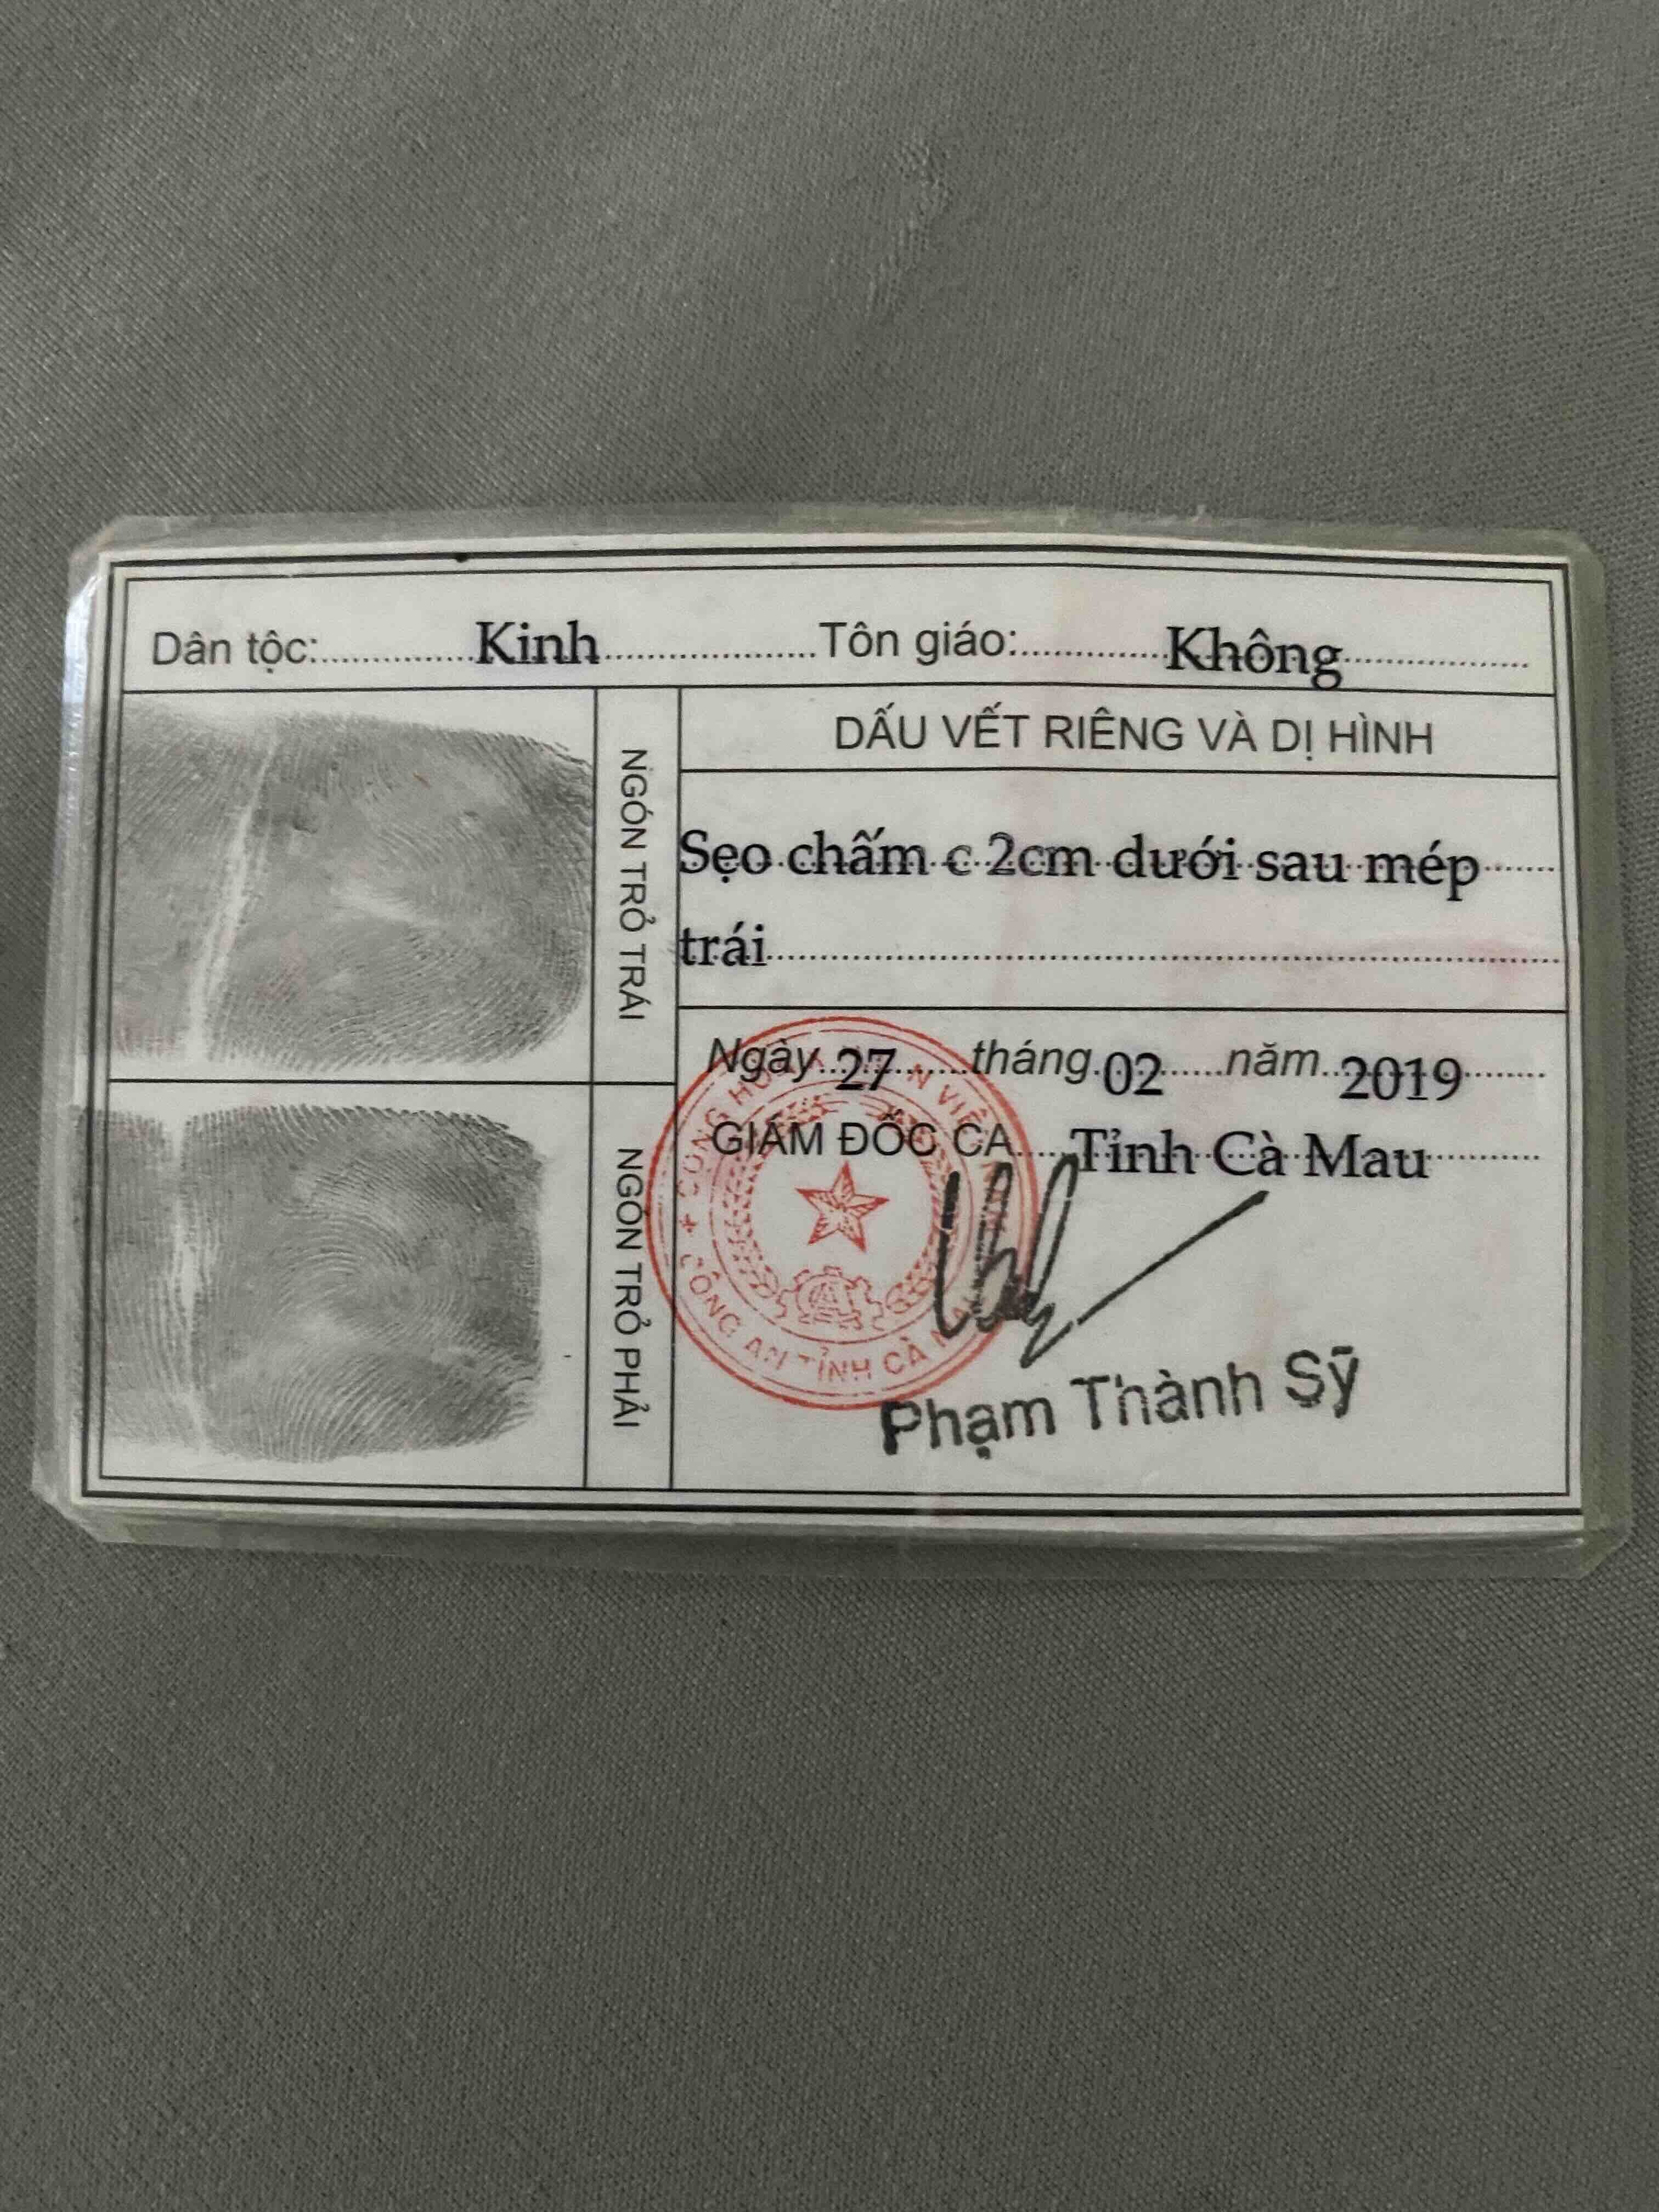 Dân tộc: Kinh Tôn giáo: Không
NGÓN TRỎ TRÁI
DẤU VẾT RIÊNG VÀ DỊ HÌNH
Sẹo chấm c 2cm dưới sau mép
trái
Ngày 27 tháng 02 năm 2019
GIÁM ĐỐC CA Tỉnh Cà Mau
CÔNG AN TỈNH CÀ
Phạm Thành Sỹ
NGÓN TRỎ PHẢI